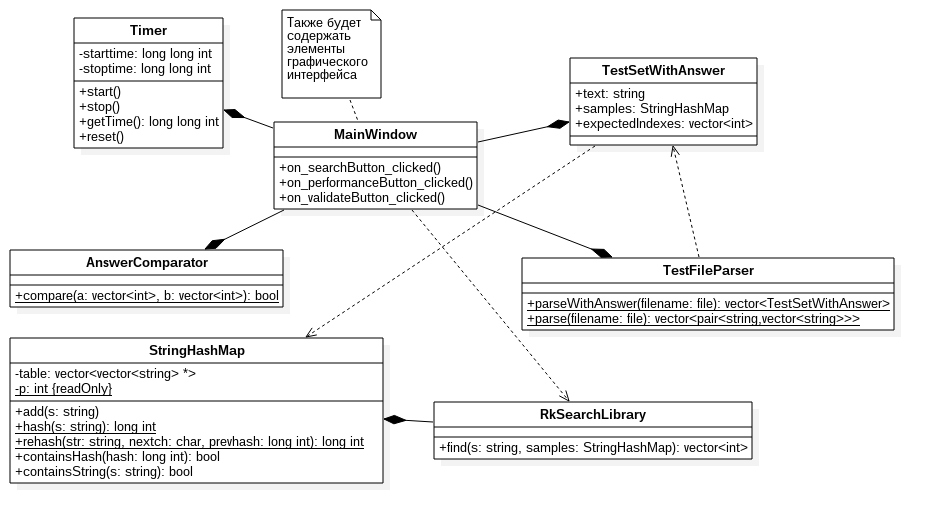 Timer
-starttime: long long int
-stoptime: long long int
+start()
+stop()
+getTime(): long long int
+reset()
Также будет
содержать
элементы
графического
интерфейса
MainWindow
+on_searchButton_clicked()
+on_performanceButton_clicked()
+on_validateButton_clicked()
TestSetWithAnswer
+text: string
+samples: StringHashMap
+expectedIndexes: vector<int>
AnswerComparator
+compare(a: vector<int>, b: vector<int>): bool
TestFileParser
+parseWithAnswer(filename: file): vector<TestSetWithAnswer>
+parse(filename: file): vector<pair<string,vector<string>>>
StringHashMap
-table: vector<vector<string> *>
-p: int {readOnly}
+add(s: string)
+hash(s: string): long int
+rehash(str: string, nextch: char, prevhash: long int): long int
+containsHash(hash: long int): bool
+containsString(s: string): bool
RkSearchLibrary
+find(s: string, samples: StringHashMap): vector<int>